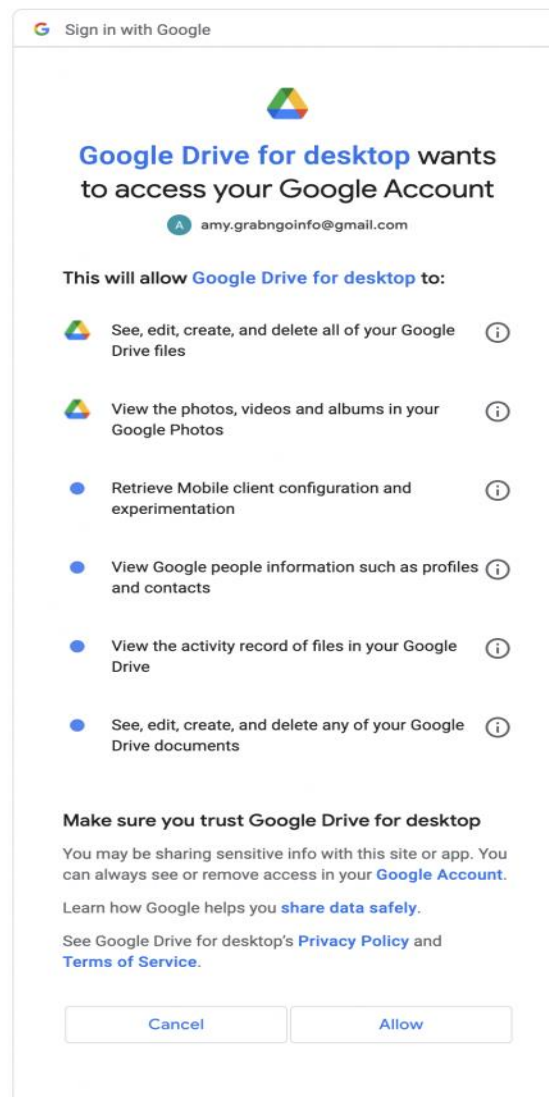 Sign in with Google
Google Drive for desktop wants
to access your Google Account
A amy.grabngoinfo@gmail.com
This will allow Google Drive for desktop to:
See, edit, create, and delete all of your Google
Drive files
View the photos, videos and albums in your
Google Photos
Retrieve Mobile client configuration and
experimentation
View Google people information such as profiles
and contacts
View the activity record of files in your Google
Drive
See, edit, create, and delete any of your Google
Drive documents
Make sure you trust Google Drive for desktop
You may be sharing sensitive info with this site or app. You
can always see or remove access in your Google Account.
Learn how Google helps you share data safely.
See Google Drive for desktop's Privacy Policy and
Terms of Service.
Cancel Allow